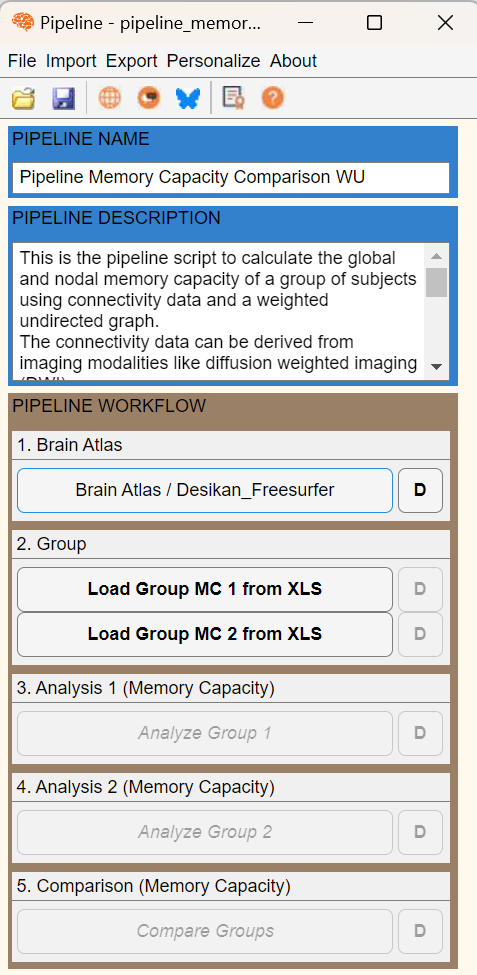 Pipeline - pipeline_memor...
File Import Export Personalize About
PIPELINE NAME
Pipeline Memory Capacity Comparison WU
PIPELINE DESCRIPTION
This is the pipeline script to calculate the global
and nodal memory capacity of a group of subjects
using connectivity data and a weighted
undirected graph.
The connectivity data can be derived from
imaging modalities like diffusion weighted imaging
(DWI)
PIPELINE WORKFLOW
1. Brain Atlas
Brain Atlas / Desikan_Freesurfer D
2. Group
Load Group MC 1 from XLS D
Load Group MC 2 from XLS D
3. Analysis 1 (Memory Capacity)
Analyze Group 1 D
4. Analysis 2 (Memory Capacity)
Analyze Group 2 D
5. Comparison (Memory Capacity)
Compare Groups D